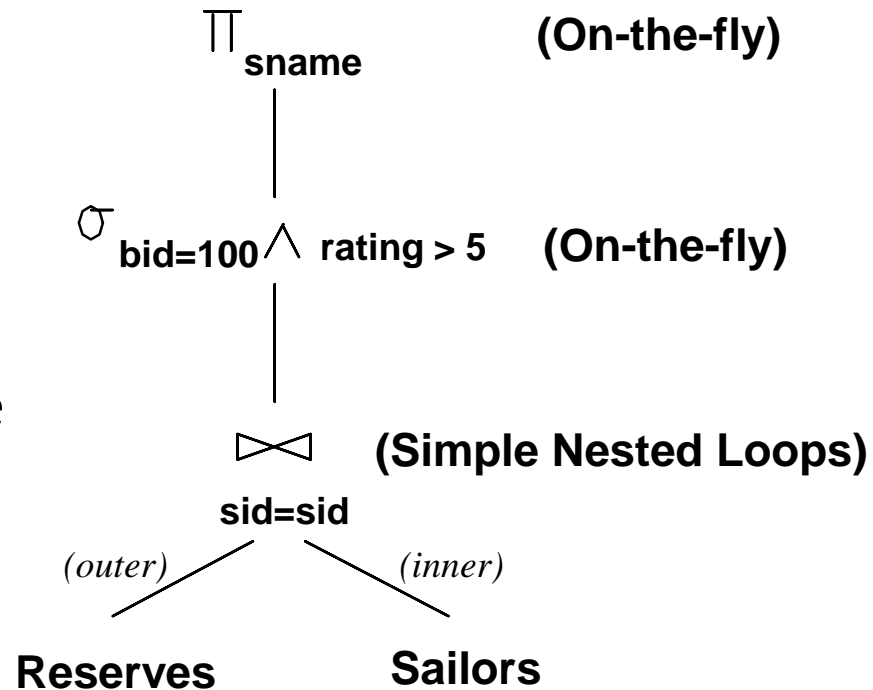 π sname (On-the-fly)
σ bid=100 ∧ rating > 5 (On-the-fly)
e
⋈ (Simple Nested Loops)
sid=sid
(outer) (inner)
Reserves Sailors